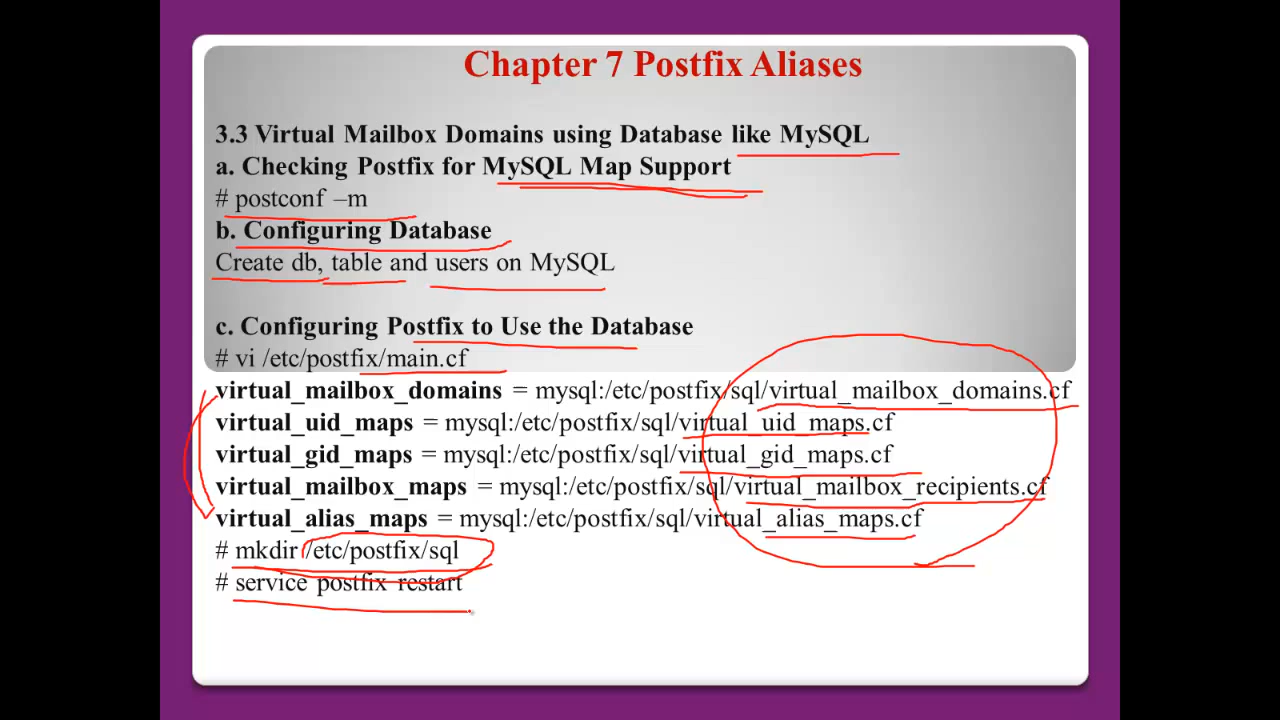 Chapter 7 Postfix Aliases
3.3 Virtual Mailbox Domains using Database like MySQL
a. Checking Postfix for MySQL Map Support
# postconf –m
b. Configuring Database
Create db, table and users on MySQL
c. Configuring Postfix to Use the Database
# vi /etc/postfix/main.cf
virtual_mailbox_domains = mysql:/etc/postfix/sql/virtual_mailbox_domains.cf
virtual_uid_maps = mysql:/etc/postfix/sql/virtual_uid_maps.cf
virtual_gid_maps = mysql:/etc/postfix/sql/virtual_gid_maps.cf
virtual_mailbox_maps = mysql:/etc/postfix/sql/virtual_mailbox_recipients.cf
virtual_alias_maps = mysql:/etc/postfix/sql/virtual_alias_maps.cf
# mkdir /etc/postfix/sql
# service postfix restart